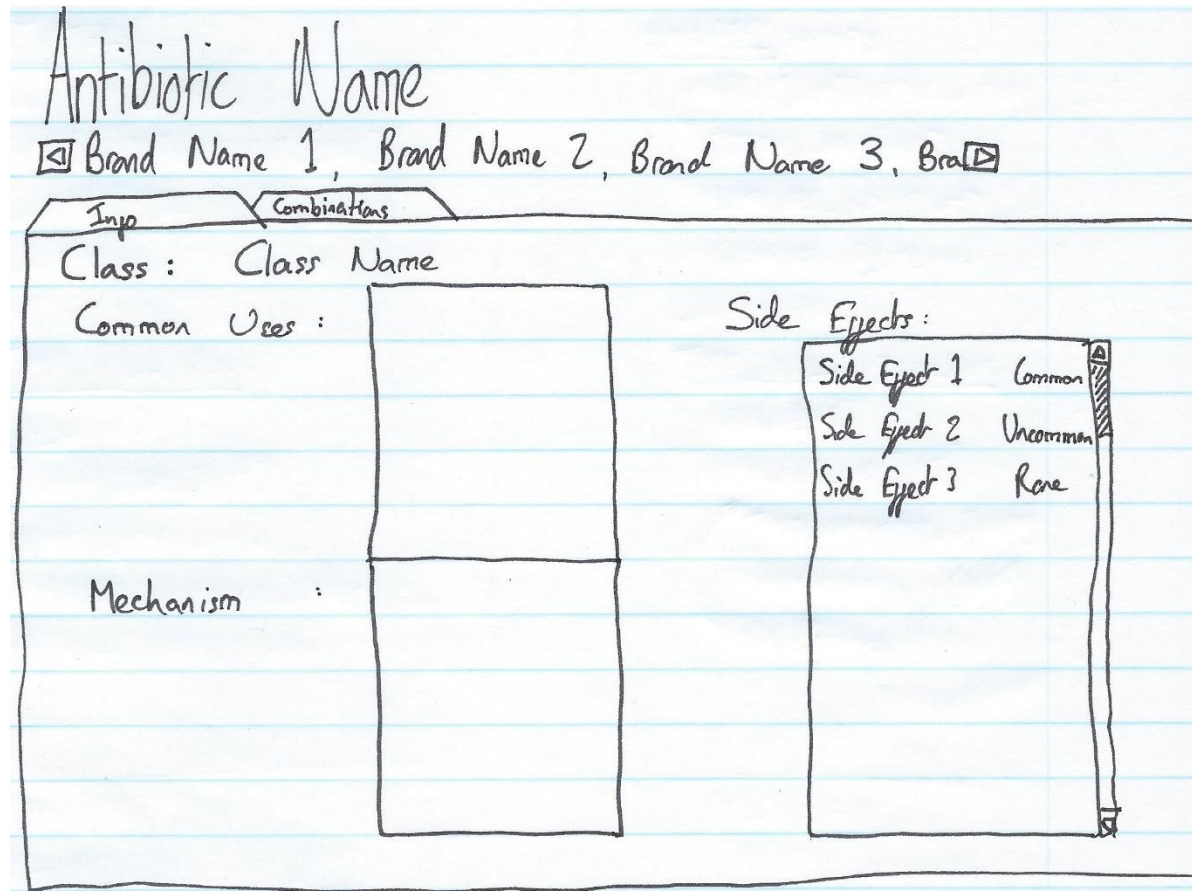 Antibiotic Name
Brand Name 1, Brand Name 2, Brand Name 3, Bra
Info Combinations
Class: Class Name
Common Uses:
Side Effects:
Side Effect 1 Common
Side Effect 2 Uncommon
Side Effect 3 Rare
Mechanism :